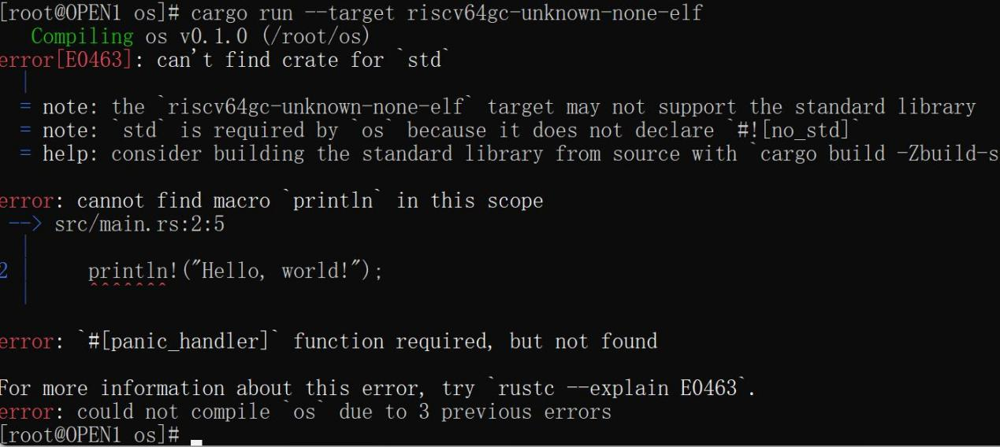 [root@OPEN1 os]# cargo run --target riscv64gc-unknown-none-elf
Compiling os v0.1.0 (/root/os)
error[E0463]: can't find crate for `std`
|
= note: the `riscv64gc-unknown-none-elf` target may not support the standard library
= note: `std` is required by `os` because it does not declare `#![no_std]`
= help: consider building the standard library from source with `cargo build -Zbuild-s
error: cannot find macro `println` in this scope
--> src/main.rs:2:5
|
2 | println!("Hello, world!");
| ^^^^^^^
error: `#[panic_handler]` function required, but not found
For more information about this error, try `rustc --explain E0463`.
error: could not compile `os` due to 3 previous errors
[root@OPEN1 os]#